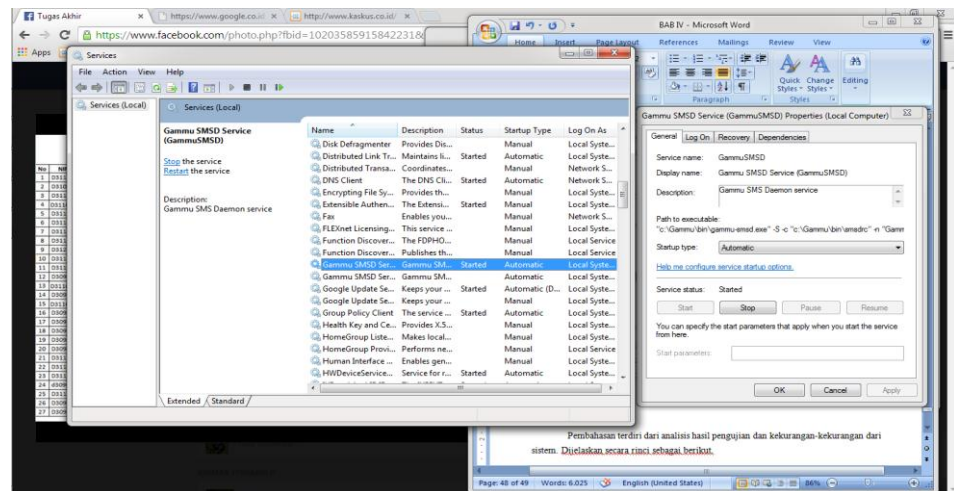 Tugas Akhir
https://www.google.co.id
http://www.kaskus.co.id/
https://www.facebook.com/photo.php?fbid=10203585915842231&
Apps
Services
File Action View Help
Services (Local)
Services (Local)
Gammu SMSD Service
(GammuSMSD)
Stop the service
Restart the service
Description:
Gammu SMS Daemon service
Name Description Status Startup Type Log On As
Disk Defragmenter Provides Dis... Manual Local Syste...
Distributed Link Tr... Maintains li... Started Automatic Local Syste...
Distributed Transa... Coordinates... Manual Network S...
DNS Client The DNS Cli... Started Automatic Network S...
Encrypting File Sy... Provides th... Manual Local Syste...
Extensible Authen... The Extensi... Started Manual Local Syste...
Fax Enables you... Manual Network S...
FLEXnet Licensing... This service ... Manual Local Syste...
Function Discover... The FDPHO... Manual Local Service
Function Discover... Publishes th... Manual Local Service
Gammu SMSD Ser... Gammu SM... Started Automatic Local Syste...
Gammu SMSD Ser... Gammu SM... Automatic Local Syste...
Google Update Se... Keeps your ... Started Automatic (D... Local Syste...
Google Update Se... Keeps your ... Manual Local Syste...
Group Policy Client The service ... Started Automatic Local Syste...
Health Key and Ce... Provides X.5... Manual Local Syste...
HomeGroup Liste... Makes local... Manual Local Syste...
HomeGroup Provi... Performs ne... Manual Local Service
Human Interface ... Enables gen... Manual Local Syste...
HWDeviceService... Service for r... Started Automatic Local Syste...
Extended Standard
BAB IV - Microsoft Word
Home Insert Page Layout References Mailings Review View
Quick Styles Change Styles Editing
Paragraph Styles
Gammu SMSD Service (GammuSMSD) Properties (Local Computer)
General Log On Recovery Dependencies
Service name: GammuSMSD
Display name: Gammu SMSD Service (GammuSMSD)
Description: Gammu SMS Daemon service
Path to executable:
"c:\Gammu\bin\gammu-smsd.exe" -S -c "c:\Gammu\bin\smsdrc" -n "Gamm
Startup type: Automatic
Help me configure service startup options.
Service status: Started
Start Stop Pause Resume
You can specify the start parameters that apply when you start the service
from here.
Start parameters:
OK Cancel Apply
Pembahasan terdiri dari analisis hasil pengujian dan kekurangan-kekurangan dari
sistem. Dijelaskan secara rinci sebagai berikut.
Page: 48 of 49 Words: 6.025 English (United States) 86%